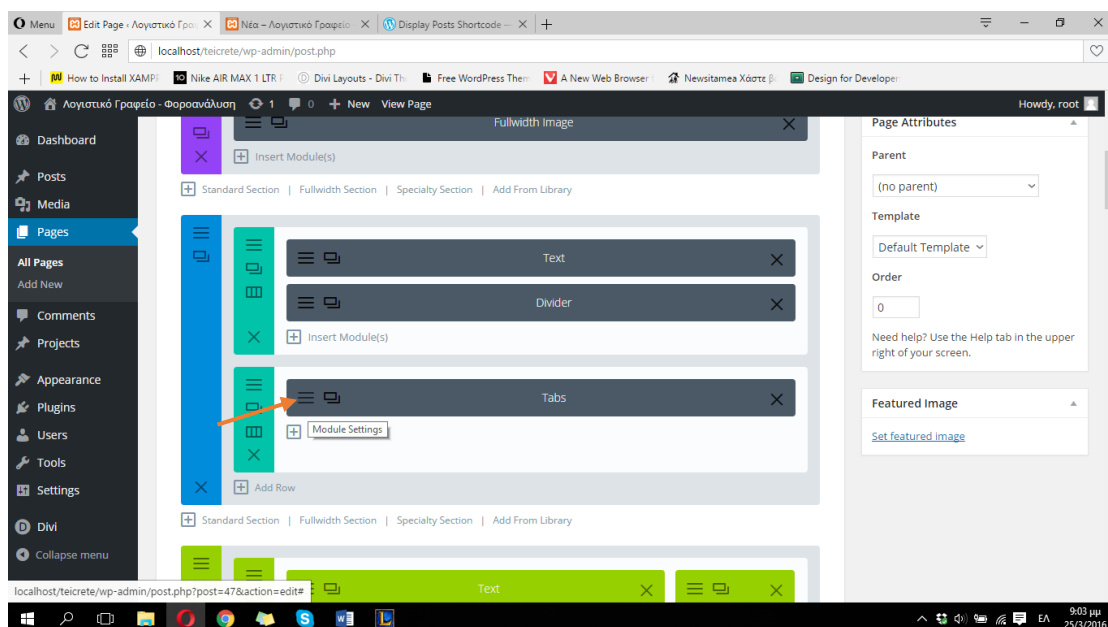 Menu
Edit Page ‹ Λογιστικό Γρας
Νέα – Λογιστικό Γραφείο
Display Posts Shortcode —
localhost/teicrete/wp-admin/post.php
How to Install XAMPP
Nike AIR MAX 1 LTR
Divi Layouts - Divi Th
Free WordPress Them
A New Web Browser
Newsitamea Χάστε β
Design for Developer
Λογιστικό Γραφείο - Φοροανάλυση 1 0 + New View Page
Howdy, root
Dashboard
Posts
Media
Pages
All Pages
Add New
Comments
Projects
Appearance
Plugins
Users
Tools
Settings
Divi
Collapse menu
Fullwidth Image
Insert Module(s)
Standard Section | Fullwidth Section | Specialty Section | Add From Library
Text
Divider
Insert Module(s)
Tabs
Module Settings
Add Row
Standard Section | Fullwidth Section | Specialty Section | Add From Library
Text
Page Attributes
Parent
(no parent)
Template
Default Template
Order
0
Need help? Use the Help tab in the upper
right of your screen.
Featured Image
Set featured image
localhost/teicrete/wp-admin/post.php?post=47&action=edit#
ΕΛ
9:03 μμ
25/3/2016